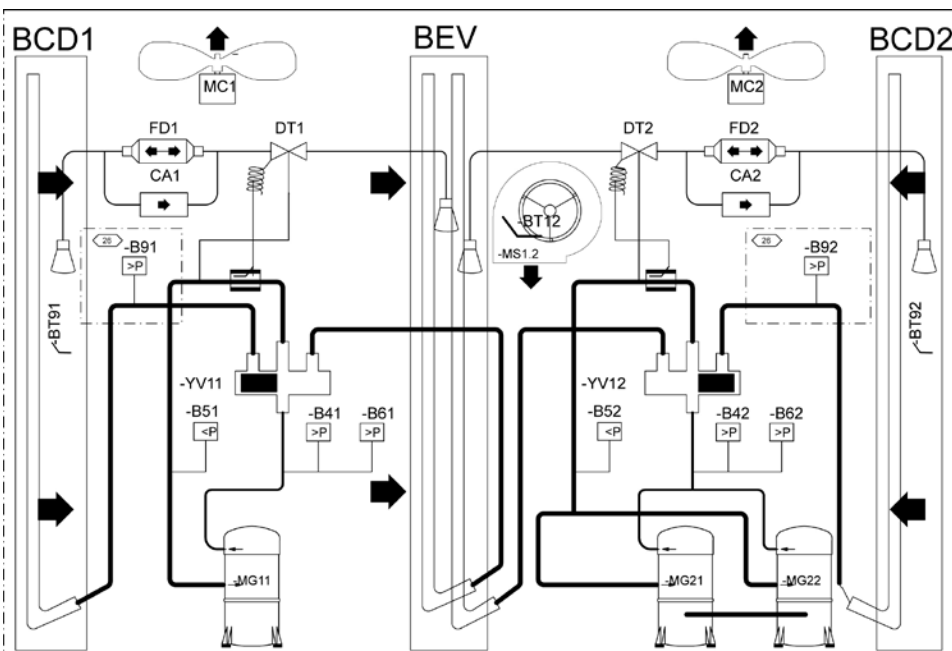 BCD1 BEV BCD2
MC1 MC2
FD1 DT1 DT2 FD2
CA1 CA2
-BT12
26 -B91 -MS1.2 26 -B92
>P >P
-BT91 -BT92
-YV11 -YV12
-B51 -B41 -B61 -B52 -B42 -B62
<P >P >P <P >P >P
-MG11 -MG21 -MG22